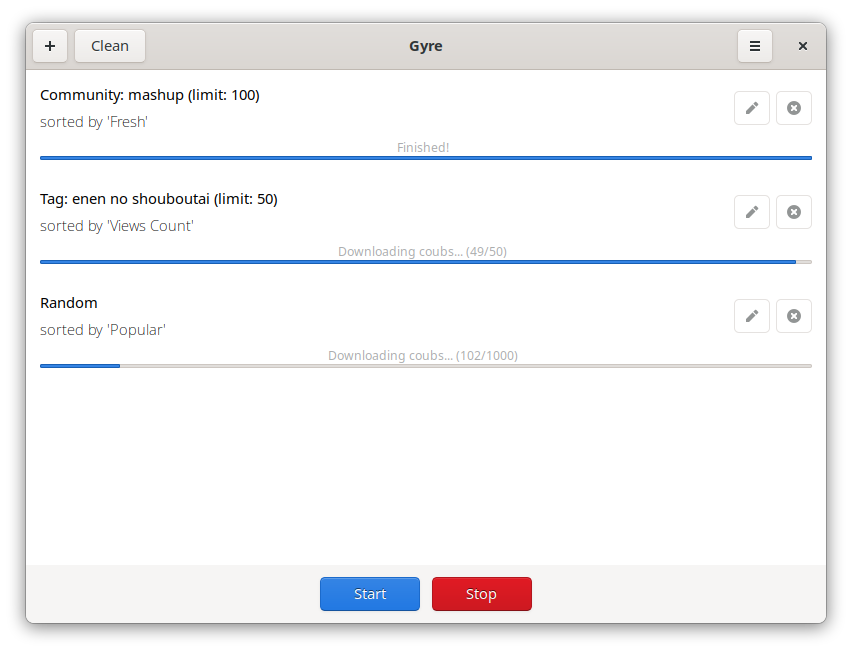 Clean
Gyre
Community: mashup (limit: 100)
sorted by 'Fresh'
Finished!
Tag: enen no shouboutai (limit: 50)
sorted by 'Views Count'
Downloading coubs... (49/50)
Random
sorted by 'Popular'
Downloading coubs... (102/1000)
Start
Stop